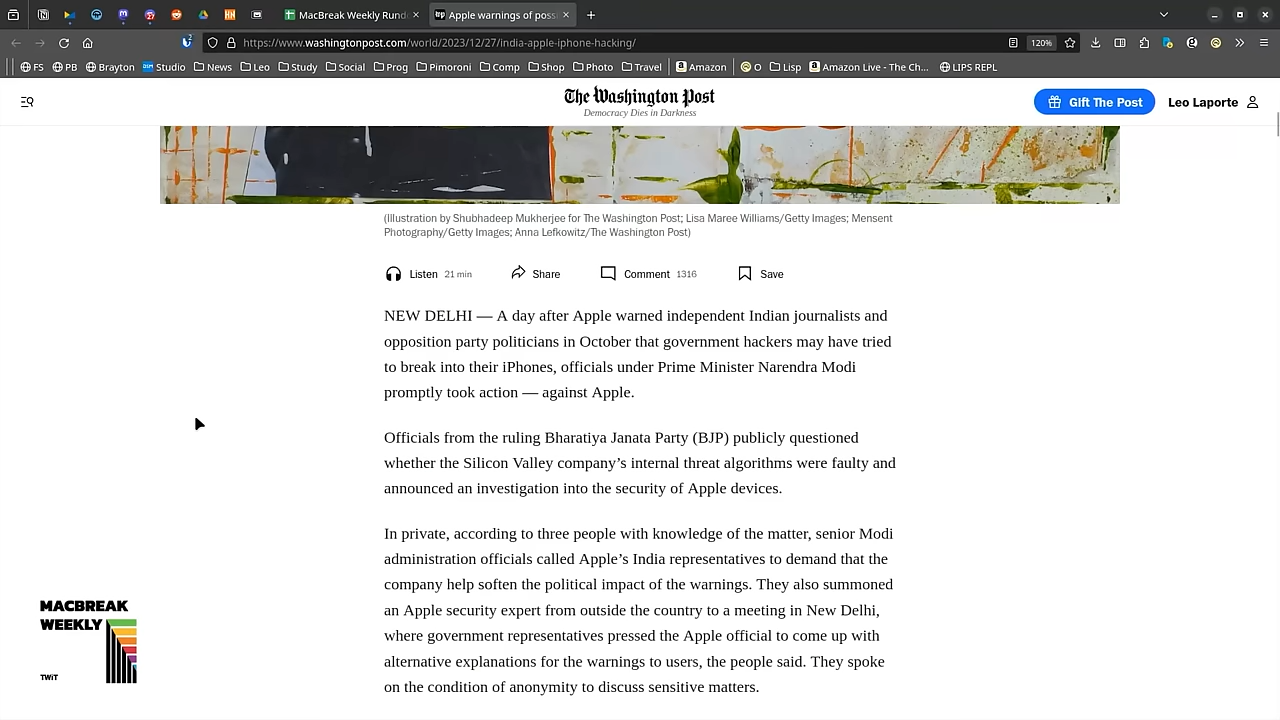 MacBreak Weekly Rund
Apple warnings of poss
https://www.washingtonpost.com/world/2023/12/27/india-apple-iphone-hacking/
120%
FS PB Brayton Studio News Leo Study Social Prog Pimoroni Comp Shop Photo Travel Amazon O Lisp Amazon Live - The Ch... LIPS REPL
The Washington Post
Democracy Dies in Darkness
Gift The Post
Leo Laporte
(Illustration by Shubhadeep Mukherjee for The Washington Post; Lisa Maree Williams/Getty Images; Mensent
Photography/Getty Images; Anna Lefkowitz/The Washington Post)
Listen 21 min Share Comment 1316 Save
NEW DELHI — A day after Apple warned independent Indian journalists and
opposition party politicians in October that government hackers may have tried
to break into their iPhones, officials under Prime Minister Narendra Modi
promptly took action — against Apple.
Officials from the ruling Bharatiya Janata Party (BJP) publicly questioned
whether the Silicon Valley company’s internal threat algorithms were faulty and
announced an investigation into the security of Apple devices.
In private, according to three people with knowledge of the matter, senior Modi
administration officials called Apple’s India representatives to demand that the
company help soften the political impact of the warnings. They also summoned
an Apple security expert from outside the country to a meeting in New Delhi,
where government representatives pressed the Apple official to come up with
alternative explanations for the warnings to users, the people said. They spoke
on the condition of anonymity to discuss sensitive matters.
MACBREAK
WEEKLY
TWiT